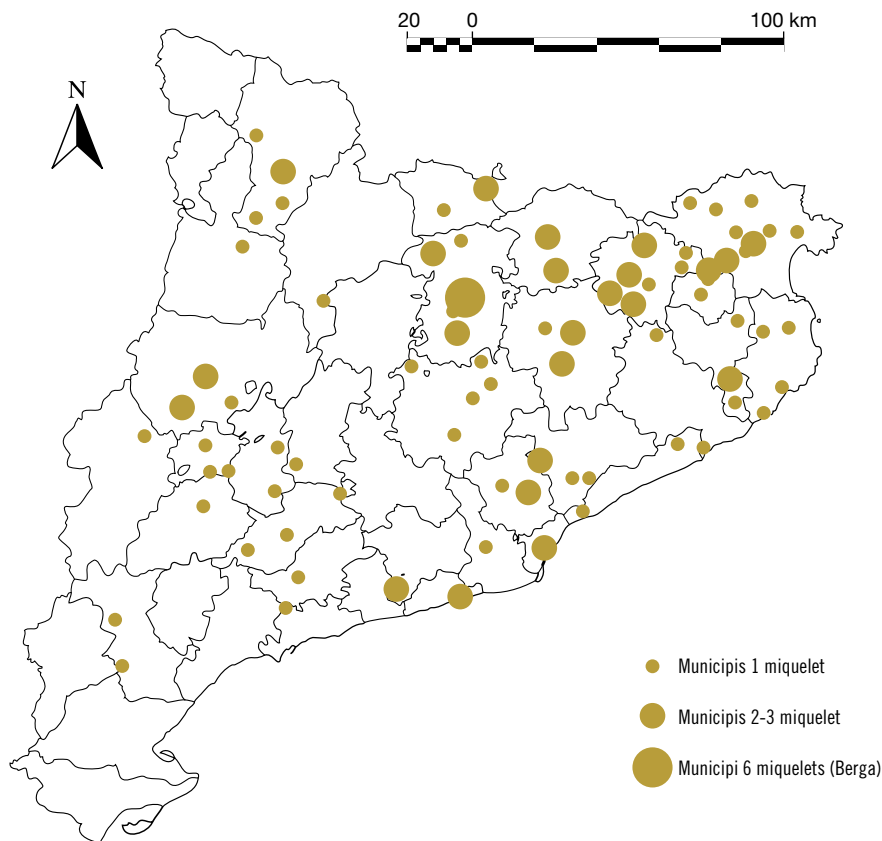 20 0 100 km
N
Municipis 1 miquelet
Municipis 2-3 miquelet
Municipi 6 miquelets (Berga)